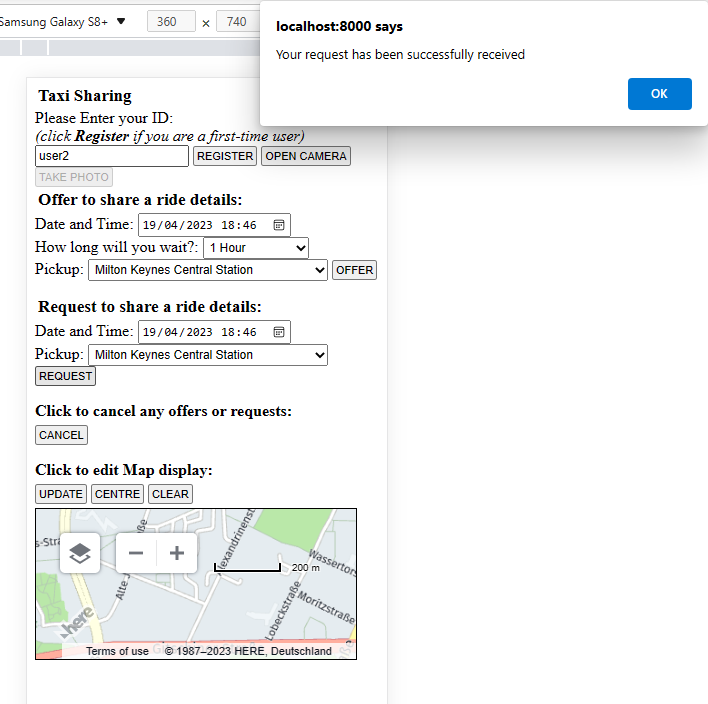 Samsung Galaxy S8+ ▼ 360 × 740
localhost:8000 says
Your request has been successfully received
OK
Taxi Sharing
Please Enter your ID:
(click Register if you are a first-time user)
user2 REGISTER OPEN CAMERA
TAKE PHOTO
Offer to share a ride details:
Date and Time: 19/04/2023 18:46
How long will you wait?: 1 Hour
Pickup: Milton Keynes Central Station OFFER
Request to share a ride details:
Date and Time: 19/04/2023 18:46
Pickup: Milton Keynes Central Station
REQUEST
Click to cancel any offers or requests:
CANCEL
Click to edit Map display:
UPDATE CENTRE CLEAR
s-Stra
Alte J
Alexandrinenst
200 m
Wassertors
Lobeckstraße
Moritzstraße
here
Terms of use © 1987–2023 HERE, Deutschland